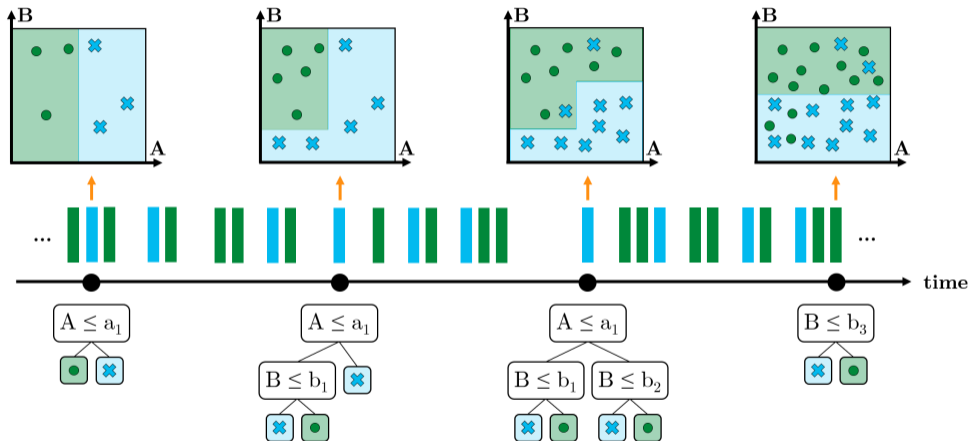 B B B B
A A A A
... ...
time
A ≤ a₁ A ≤ a₁ A ≤ a₁ B ≤ b₃
B ≤ b₁ B ≤ b₁ B ≤ b₂